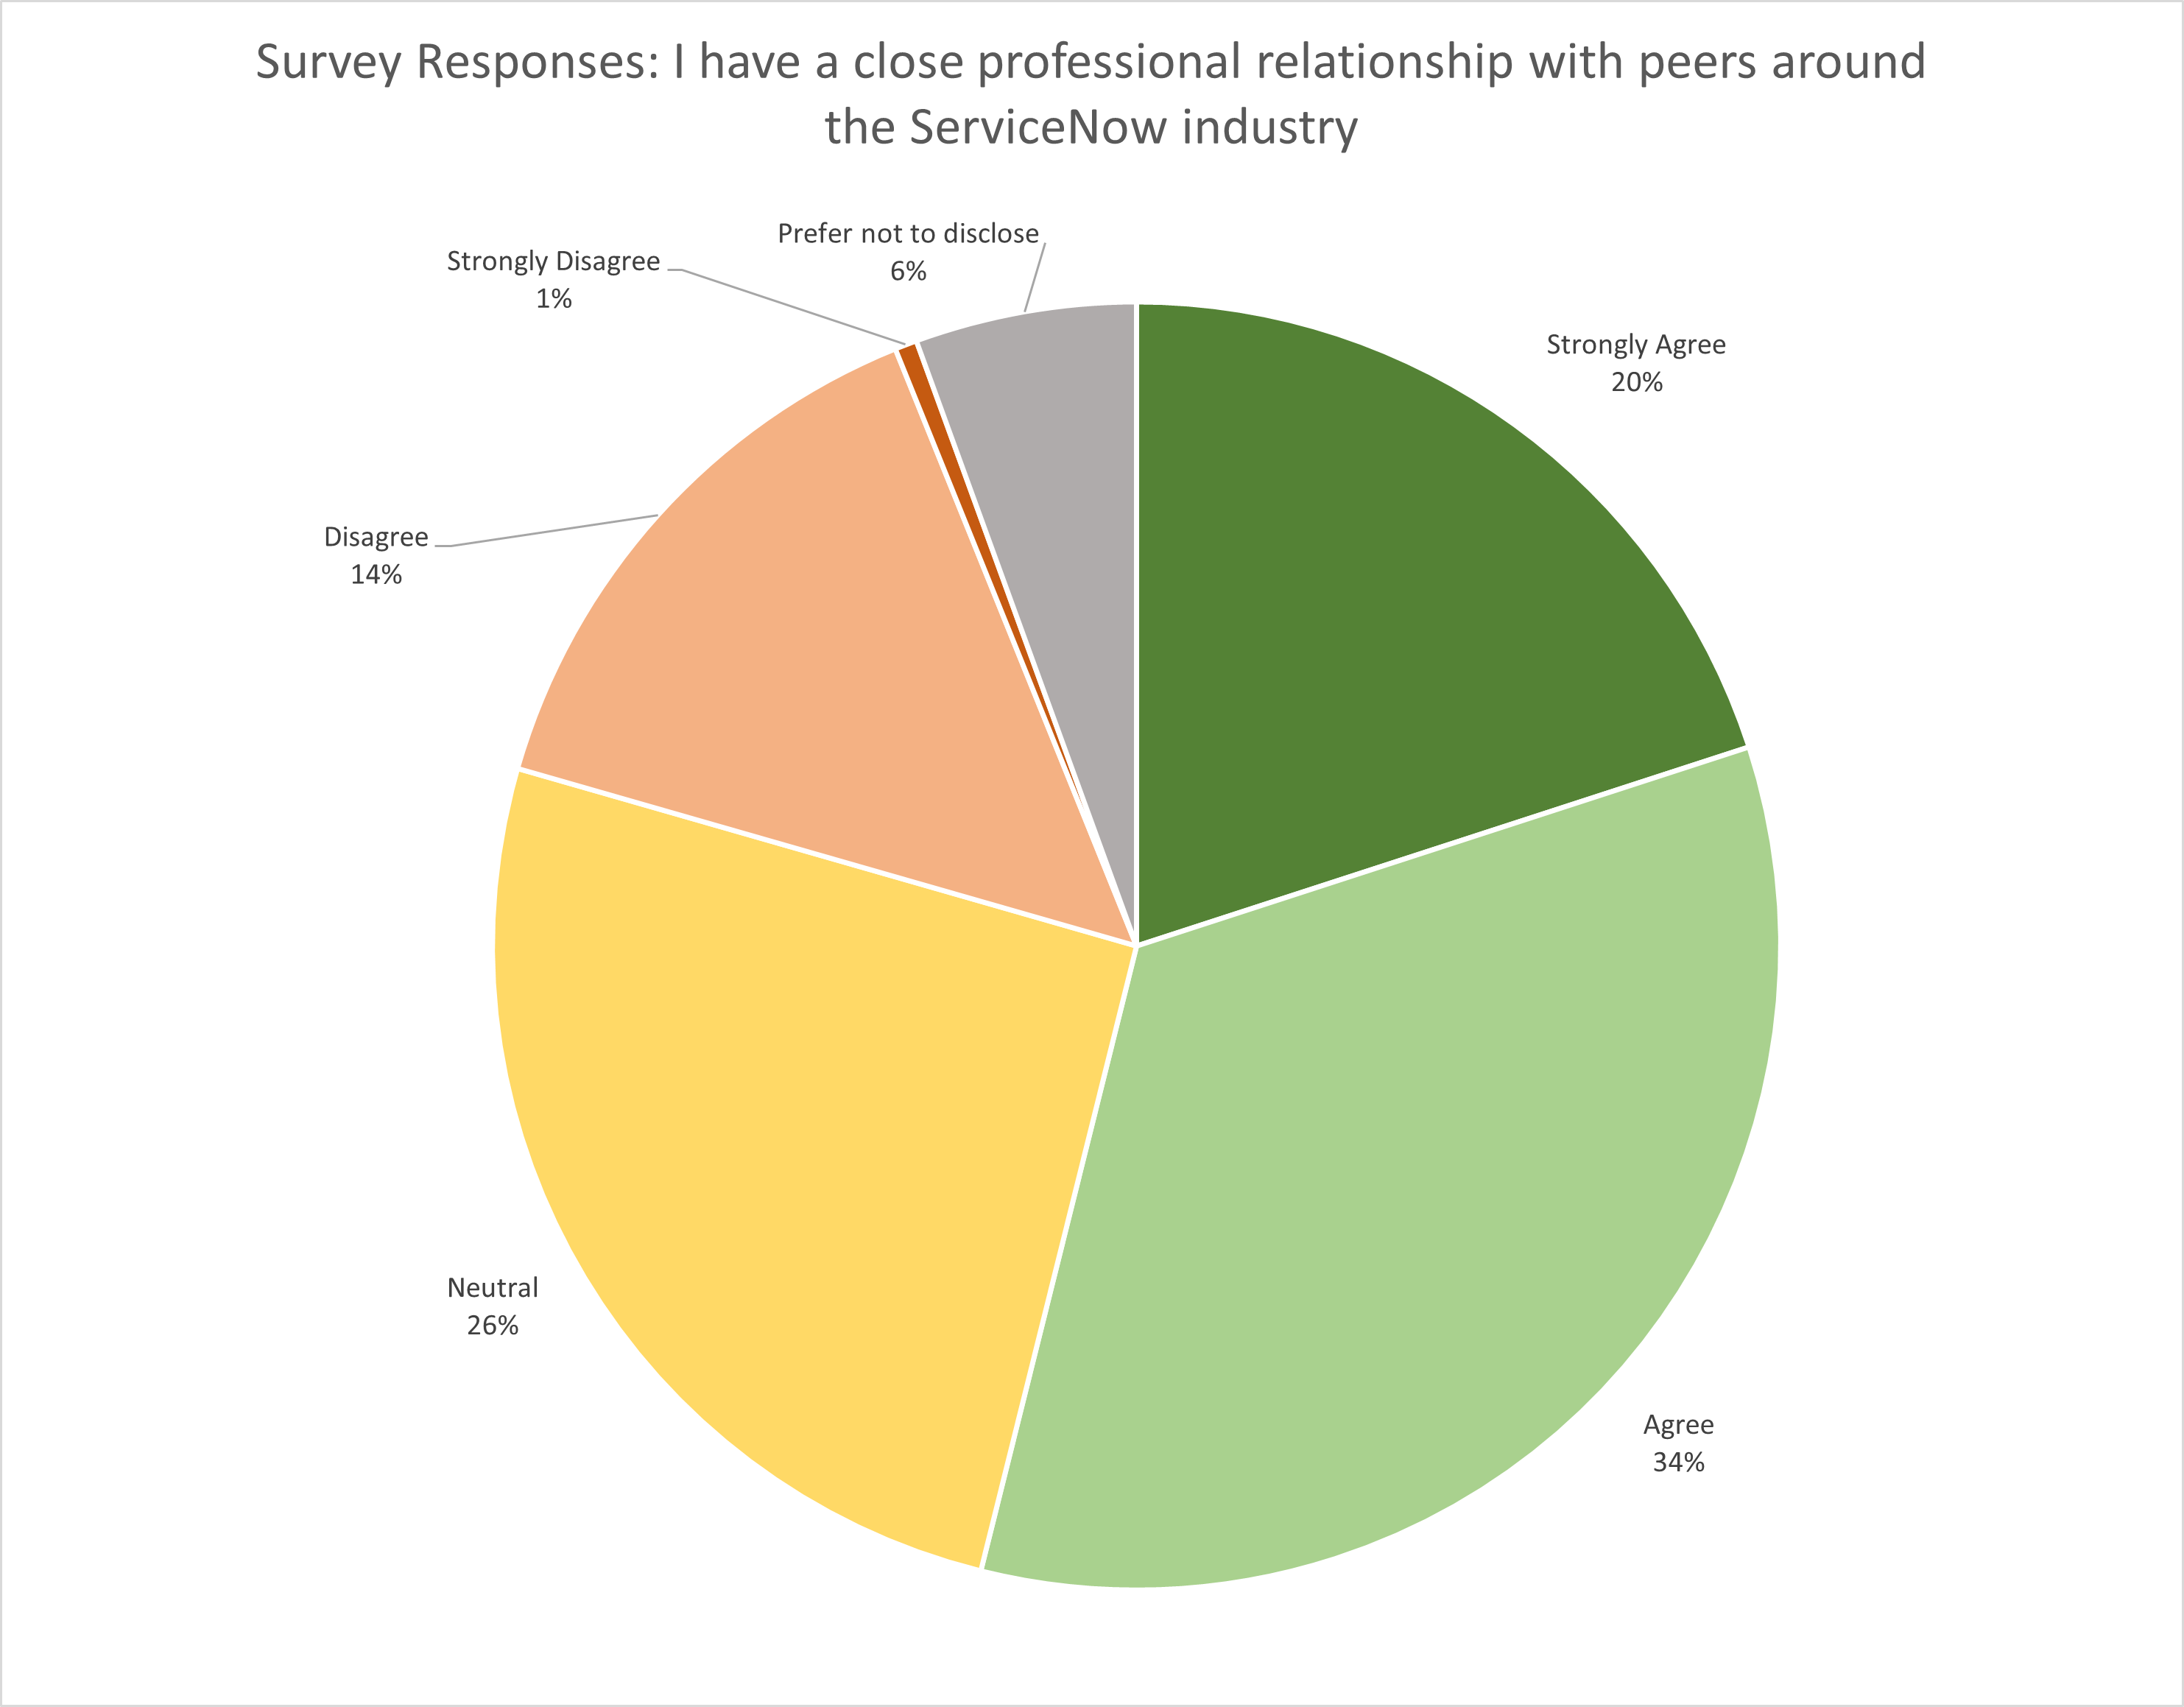 Survey Responses: I have a close professional relationship with peers around
the ServiceNow industry
Prefer not to disclose
6%
Strongly Disagree
1%
Strongly Agree
20%
Disagree
14%
Neutral
26%
Agree
34%